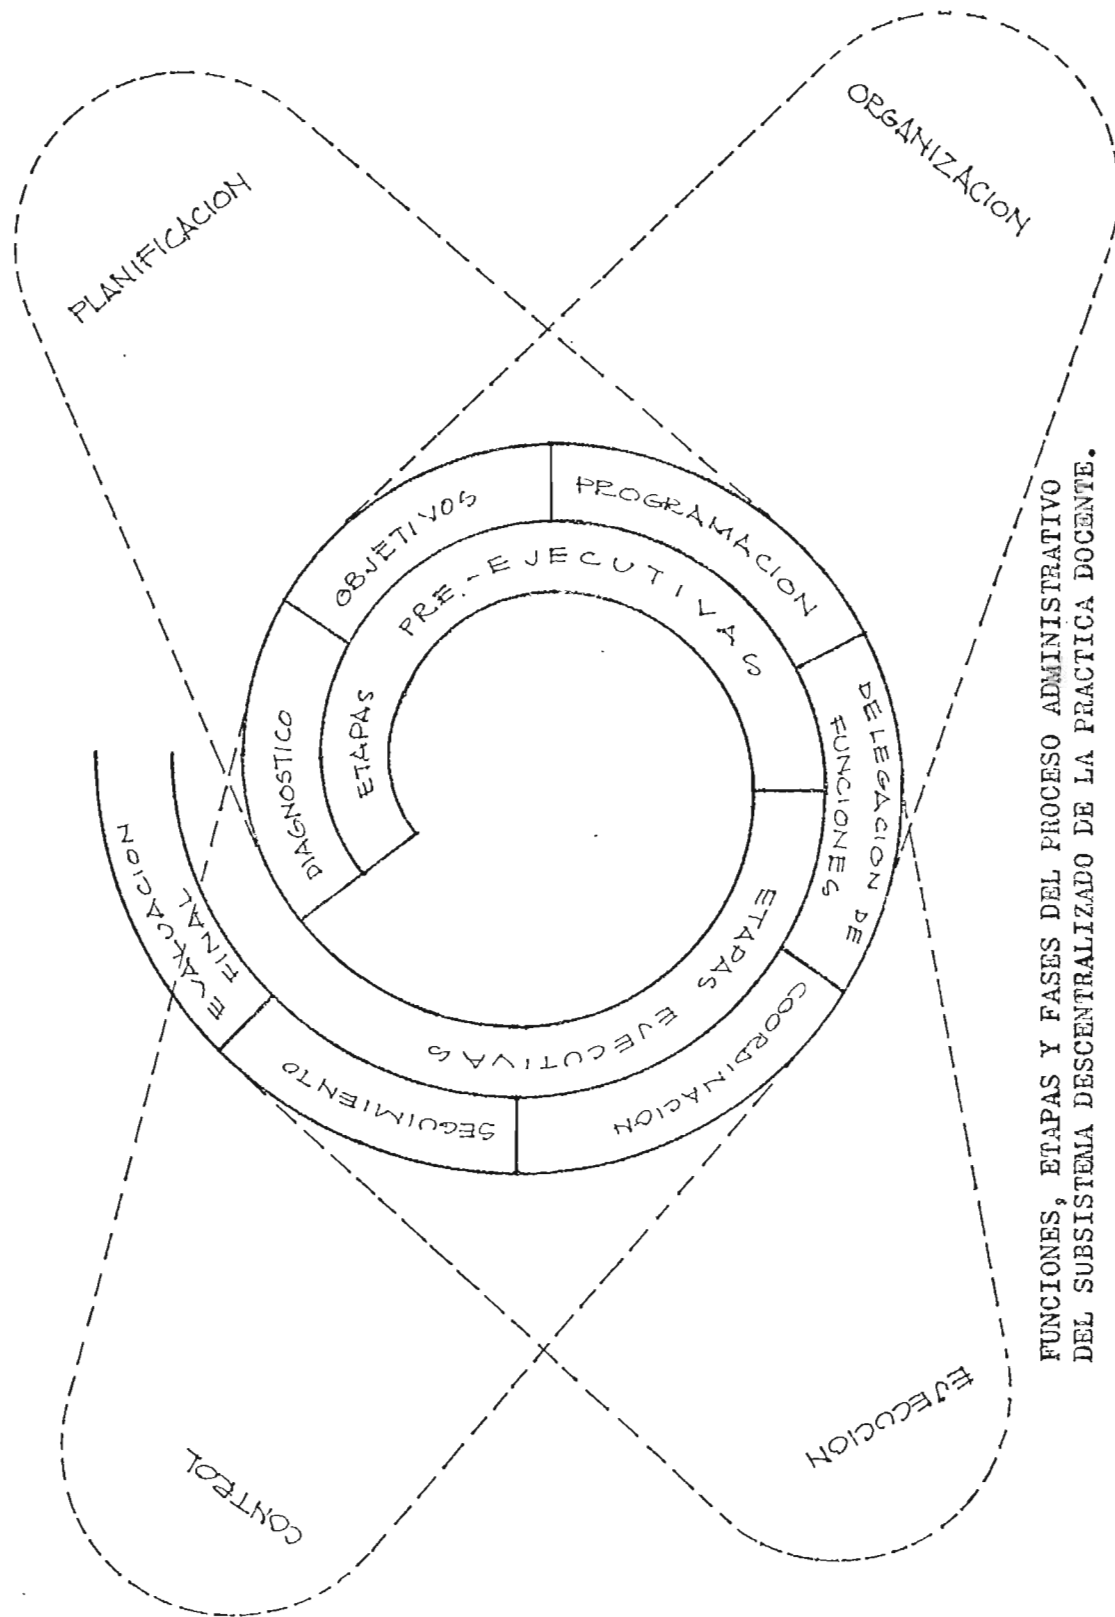 PLANIFICACION
ORGANIZACION
EJECUCION
CONTROL
DIAGNOSTICO
OBJETIVOS
PROGRAMACION
DELEGACION DE
FUNCIONES
COORDINACION
SEGUIMIENTO
EVALUACION
FINAL
ETAPAS PRE-EJECUTIVAS
ETAPAS EJECUTIVAS
FUNCIONES, ETAPAS Y FASES DEL PROCESO ADMINISTRATIVO
DEL SUBSISTEMA DESCENTRALIZADO DE LA PRACTICA DOCENTE.